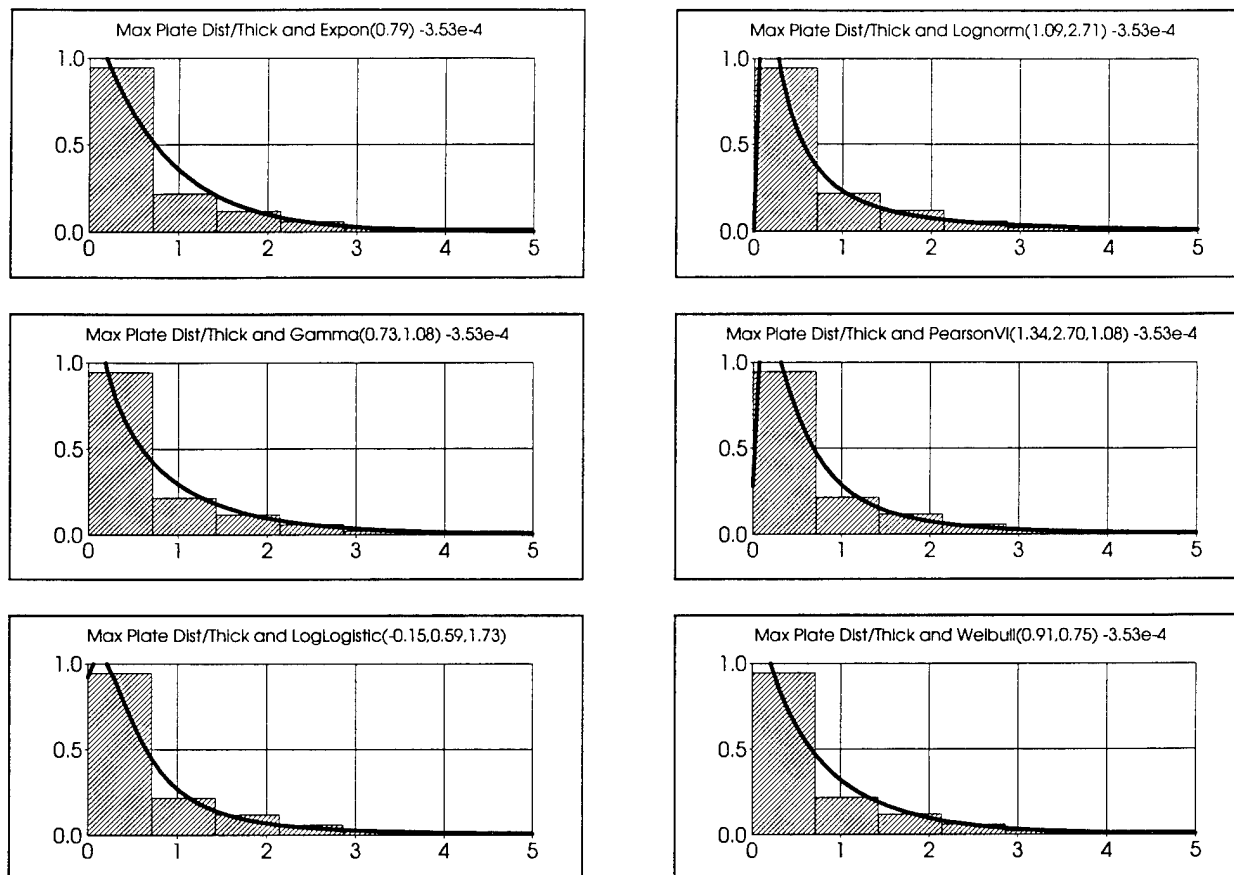 Max Plate Dist/Thick and Expon(0.79) -3.53e-4
1.0
0.5
0.0
0 1 2 3 4 5
Max Plate Dist/Thick and Lognorm(1.09,2.71) -3.53e-4
1.0
0.5
0.0
0 1 2 3 4 5
Max Plate Dist/Thick and Gamma(0.73,1.08) -3.53e-4
1.0
0.5
0.0
0 1 2 3 4 5
Max Plate Dist/Thick and PearsonVI(1.34,2.70,1.08) -3.53e-4
1.0
0.5
0.0
0 1 2 3 4 5
Max Plate Dist/Thick and LogLogistic(-0.15,0.59,1.73)
1.0
0.5
0.0
0 1 2 3 4 5
Max Plate Dist/Thick and Weibull(0.91,0.75) -3.53e-4
1.0
0.5
0.0
0 1 2 3 4 5